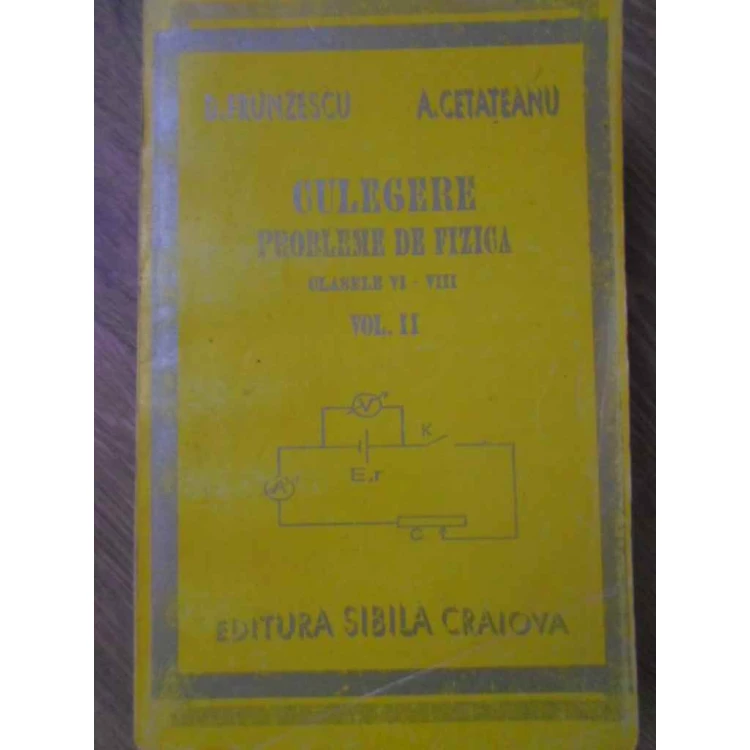 D. FRUNZESCU A. CETATEANU
CULEGERE
PROBLEME DE FIZICA
CLASELE VI - VIII
VOL. II
V
K
E,r
A
C
EDITURA SIBILA CRAIOVA